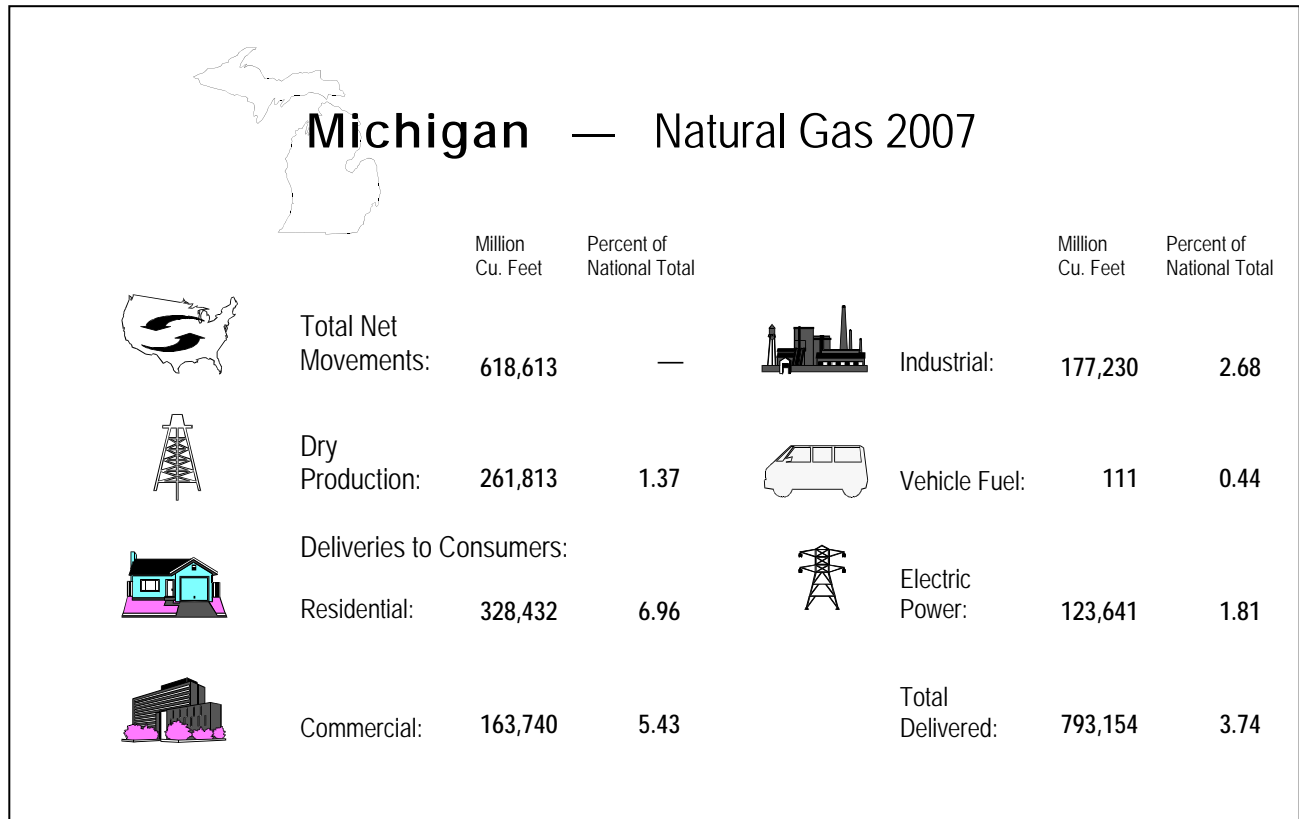 Michigan — Natural Gas 2007
Million
Cu. Feet
Percent of
National Total
Total Net
Movements: 618,613 —
Dry
Production: 261,813 1.37
Deliveries to Consumers:
Residential: 328,432 6.96
Commercial: 163,740 5.43
Million
Cu. Feet
Percent of
National Total
Industrial: 177,230 2.68
Vehicle Fuel: 111 0.44
Electric
Power: 123,641 1.81
Total
Delivered: 793,154 3.74